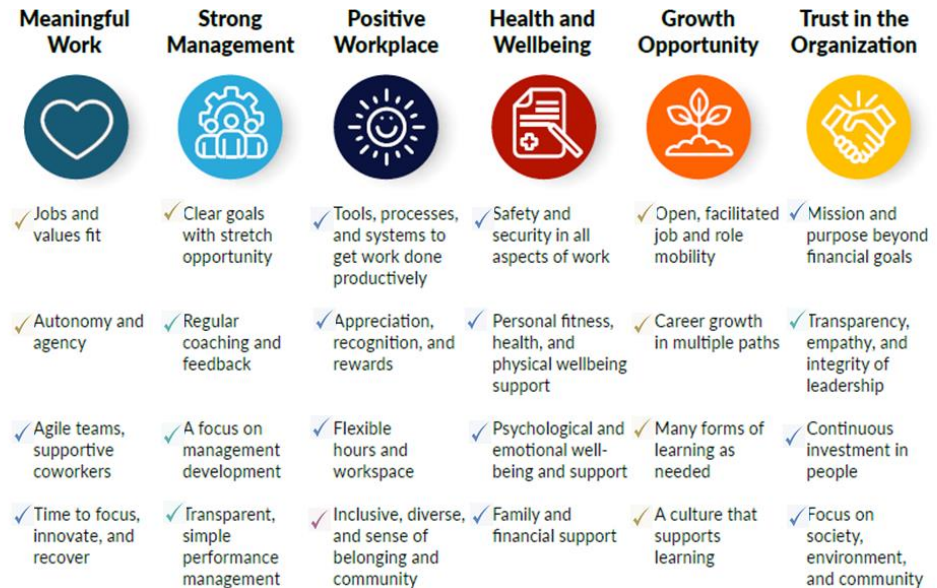 Meaningful
Work
Strong
Management
Positive
Workplace
Health and
Wellbeing
Growth
Opportunity
Trust in the
Organization
Jobs and
values fit
Clear goals
with stretch
opportunity
Tools, processes,
and systems to
get work done
productively
Safety and
security in all
aspects of work
Open, facilitated
job and role
mobility
Mission and
purpose beyond
financial goals
Autonomy and
agency
Regular
coaching and
feedback
Appreciation,
recognition, and
rewards
Personal fitness,
health, and
physical wellbeing
support
Career growth
in multiple paths
Transparency,
empathy, and
integrity of
leadership
Agile teams,
supportive
coworkers
A focus on
management
development
Flexible
hours and
workspace
Psychological and
emotional well-
being and support
Many forms of
learning as
needed
Continuous
investment in
people
Time to focus,
innovate, and
recover
Transparent,
simple
performance
management
Inclusive, diverse,
and sense of
belonging and
community
Family and
financial support
A culture that
supports
learning
Focus on
society,
environment,
and community